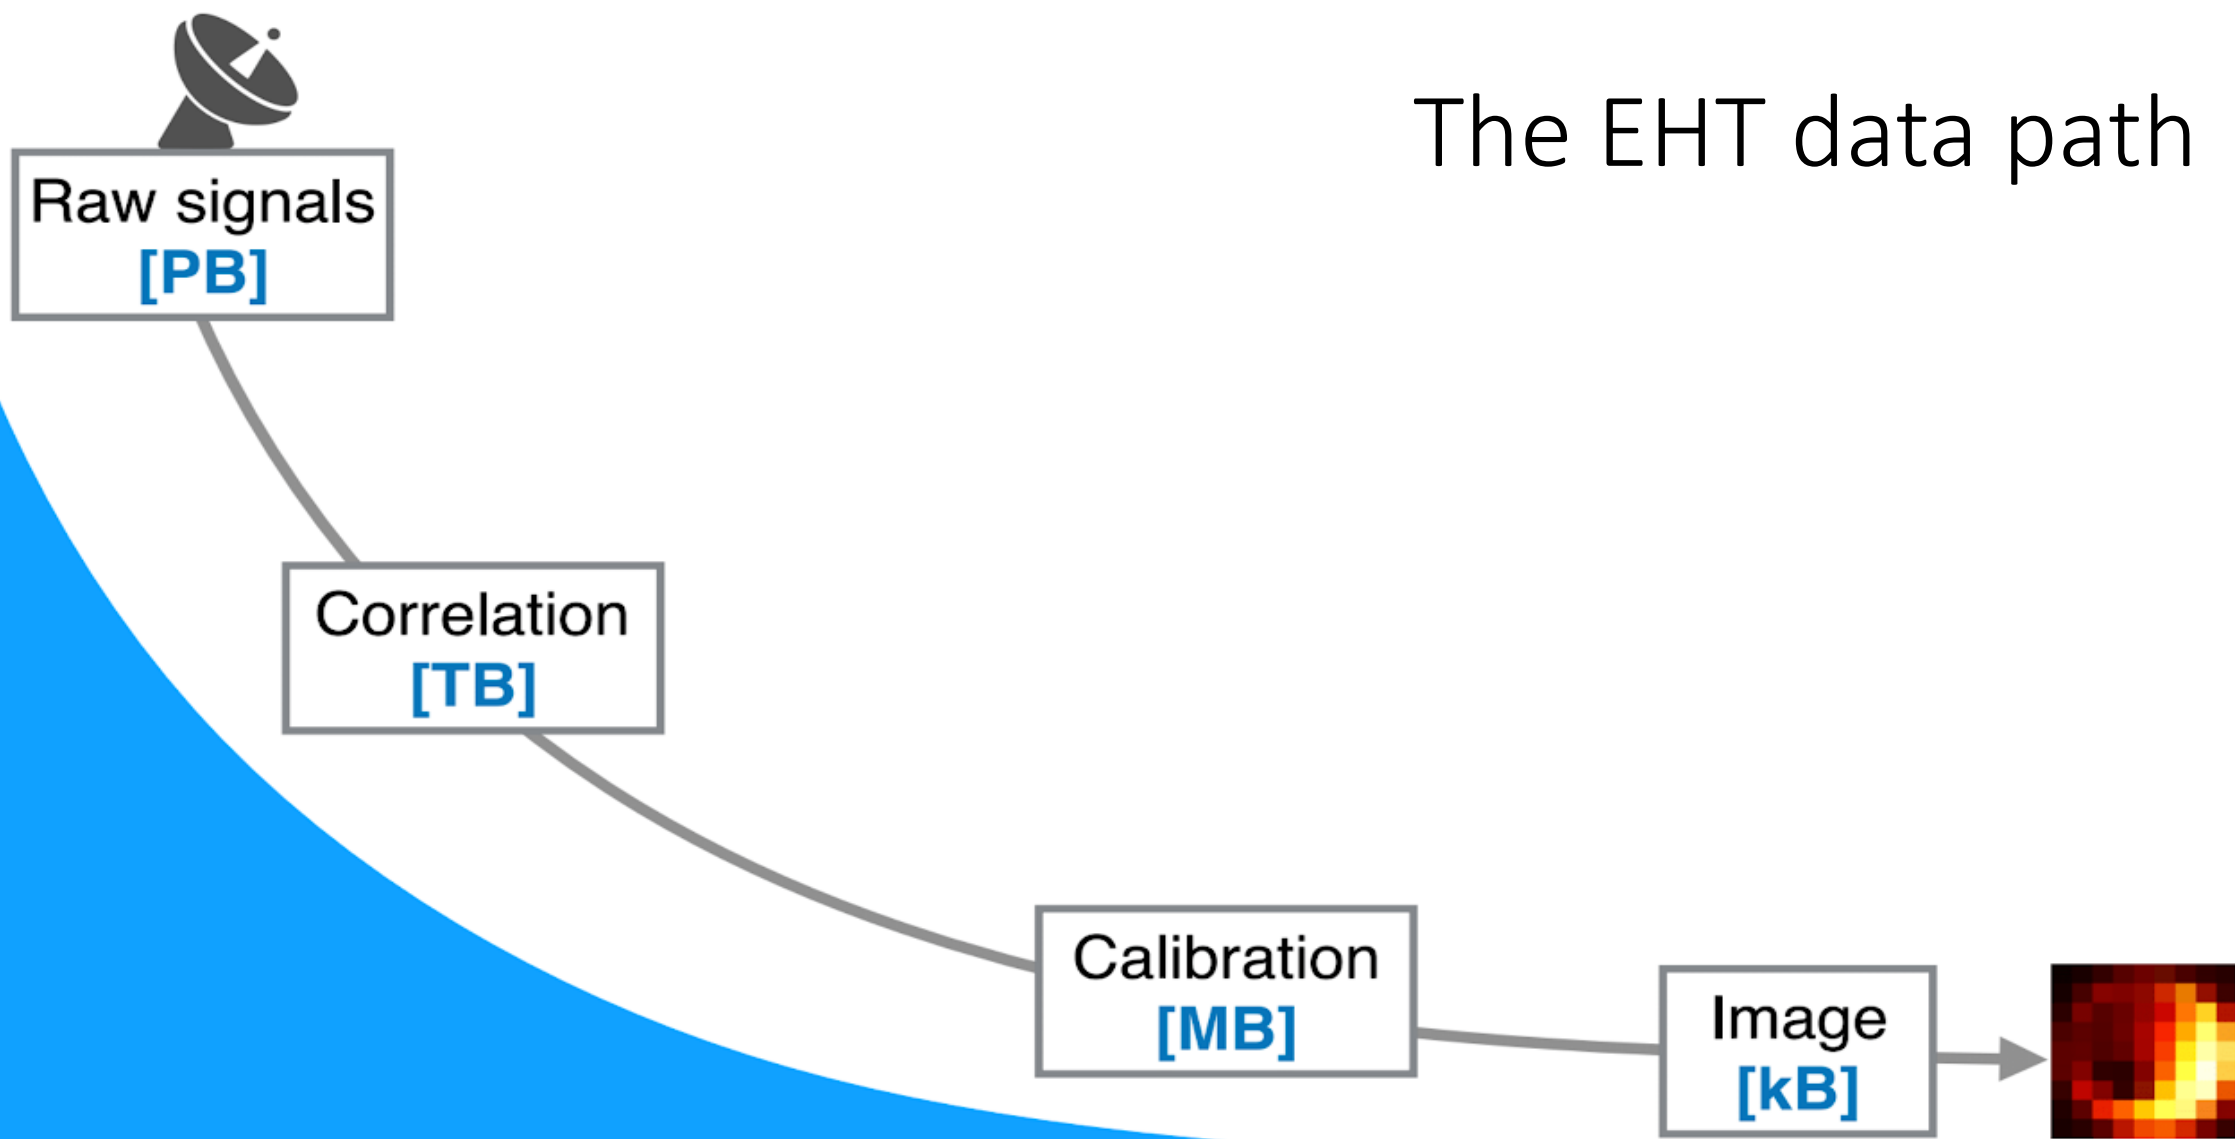 The EHT data path
Raw signals
[PB]
Correlation
[TB]
Calibration
[MB]
Image
[kB]